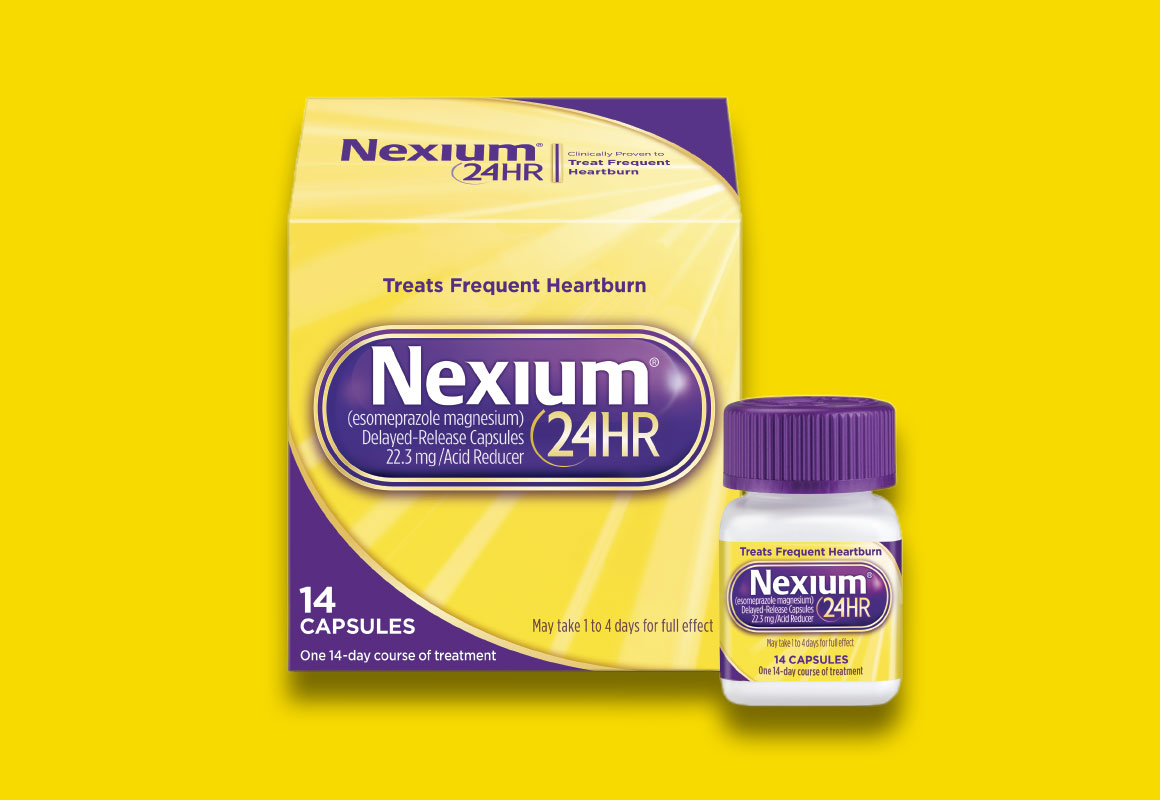 Nexium®
24HR
Clinically Proven to
Treat Frequent
Heartburn
Treats Frequent Heartburn
Nexium®
(esomeprazole magnesium)
Delayed-Release Capsules
22.3 mg/Acid Reducer
24HR
14
CAPSULES
One 14-day course of treatment
May take 1 to 4 days for full effect
Treats Frequent Heartburn
Nexium®
(esomeprazole magnesium)
Delayed-Release Capsules
22.3 mg/Acid Reducer
24HR
May take 1 to 4 days for full effect
14 CAPSULES
One 14-day course of treatment